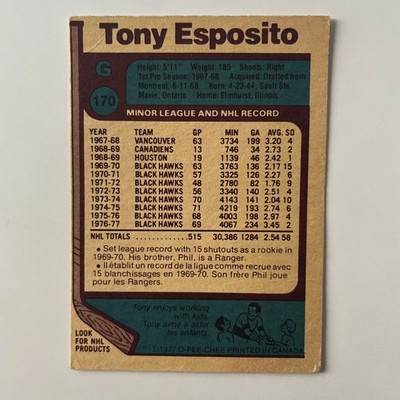 Tony Esposito
G
170
Height: 5'11" Weight: 185 Shoots: Right
1st Pro Season: 1967-68 Acquired: Drafted from
Montreal, 6-11-68 Born: 4-23-44, Sault Ste.
Marie, Ontario Home: Elmhurst, Illinois
MINOR LEAGUE AND NHL RECORD
YEAR TEAM GP MIN GA AVG SO
1967-68 VANCOUVER 63 3734 199 3.20 4
1968-69 CANADIENS 13 746 34 2.73 2
1968-69 HOUSTON 19 1139 46 2.42 1
1969-70 BLACK HAWKS 63 3763 136 2.17 15
1970-71 BLACK HAWKS 57 3325 126 2.27 6
1971-72 BLACK HAWKS 48 2780 82 1.76 9
1972-73 BLACK HAWKS 56 3340 140 2.51 4
1973-74 BLACK HAWKS 70 4143 141 2.04 10
1974-75 BLACK HAWKS 71 4219 193 2.74 6
1975-76 BLACK HAWKS 68 4003 198 2.97 4
1976-77 BLACK HAWKS 69 4067 234 3.45 2
NHL TOTALS ............. 515 30,386 1284 2.54 58
• Set league record with 15 shutouts as a rookie in
1969-70. His brother, Phil, is a Ranger.
• Il établit un record de la ligue comme recrue avec
15 blanchissages en 1969-70. Son frère Phil joue
pour les Rangers.
Tony enjoys working
with kids.
Tony aime à aider
les enfants.
LOOK
FOR NHL
PRODUCTS
© 1977 O-PEE-CHEE PRINTED IN CANADA